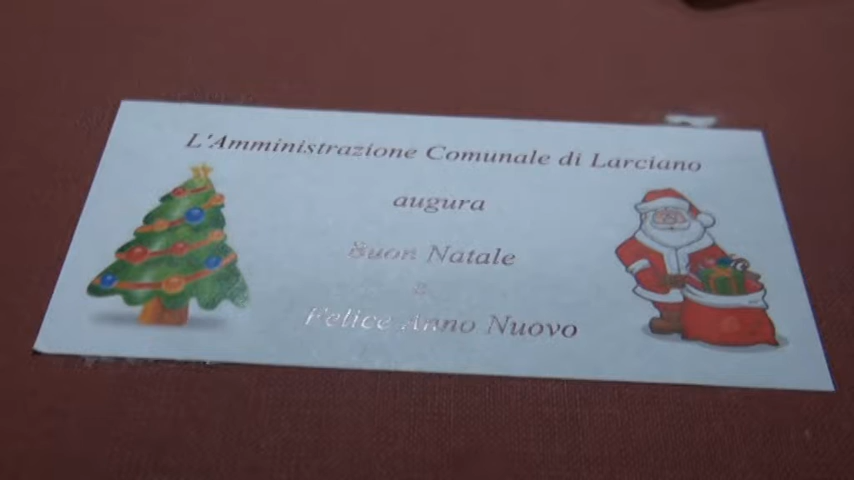 L'Amministrazione Comunale di Larciano
augura
Buon Natale
e
Felice Anno Nuovo